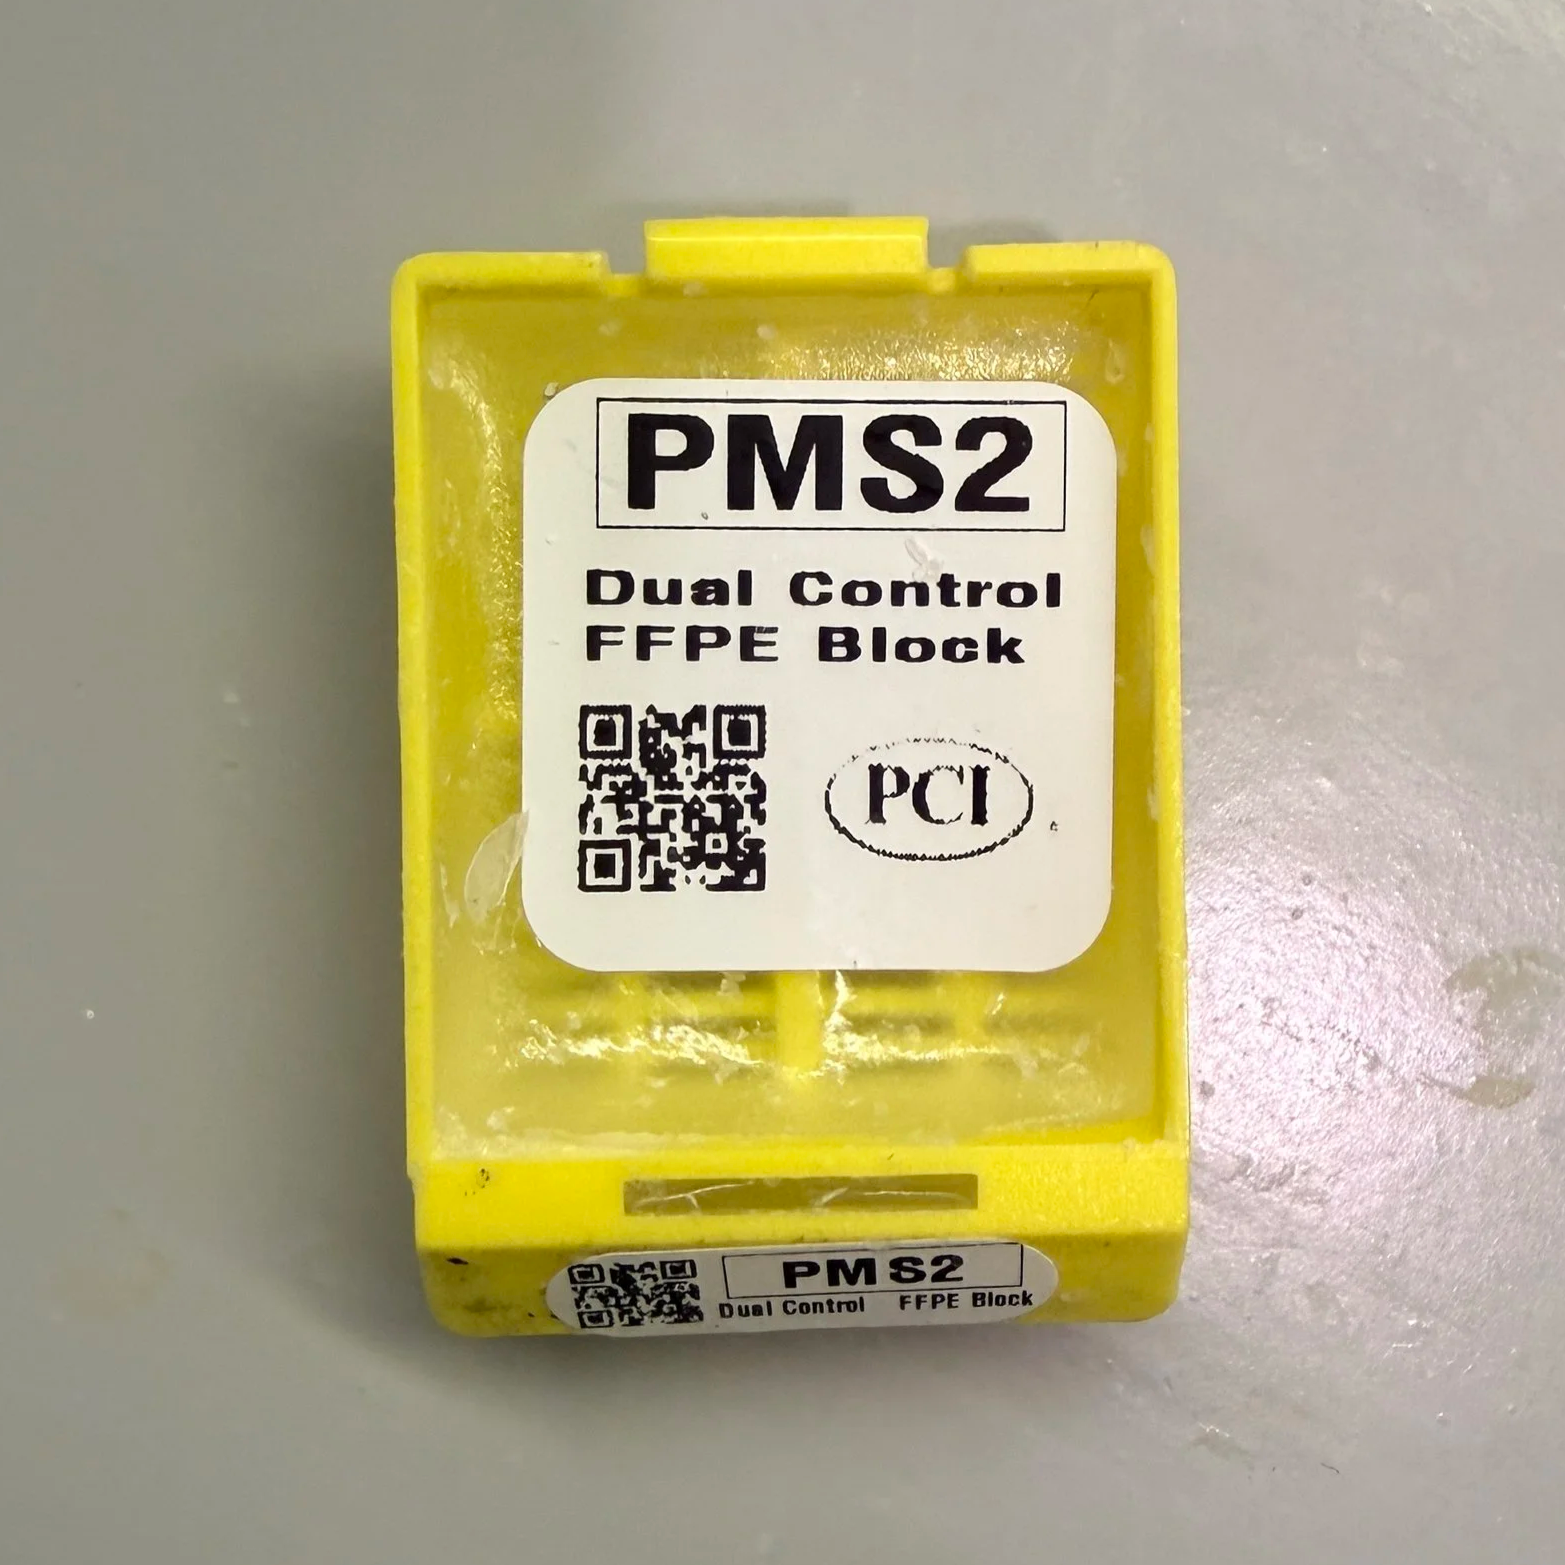 PMS2
Dual Control
FFPE Block
PCI
PMS2
Dual Control FFPE Block